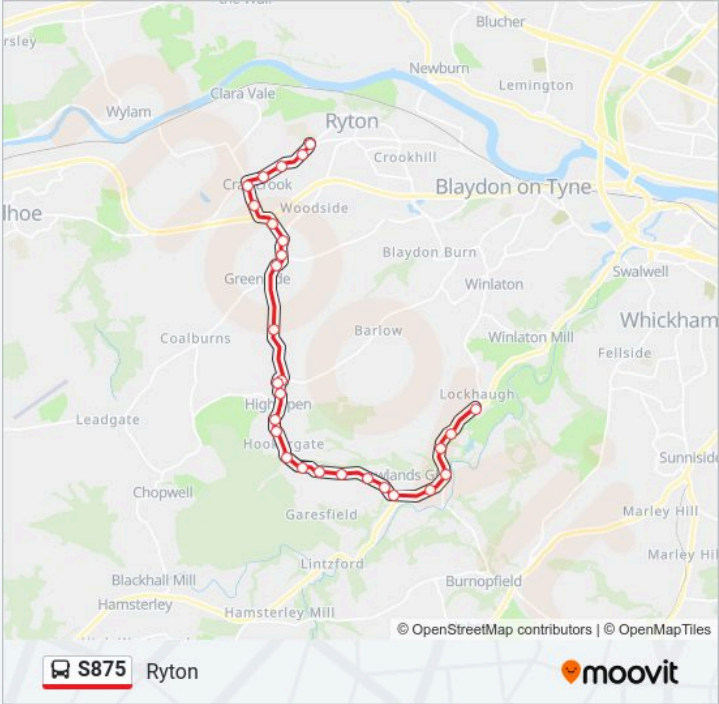 Blucher
Newburn
Clara Vale
Lemington
Wylam
Ryton
Crookhill
Blaydon on Tyne
Woodside
lhoe
Blaydon Burn
Swalwell
Winlaton
Whickham
Barlow
Winlaton Mill
Coalburns
Fellside
Lockhaugh
Leadgate
Sunniside
Chopwell
Garesfield
Marley Hill
Lintzford
Marley Hil
Blackhall Mill
Burnopfield
Hamsterley
Hamsterley Mill
© OpenStreetMap contributors | © OpenMapTiles
S875 Ryton
moovit